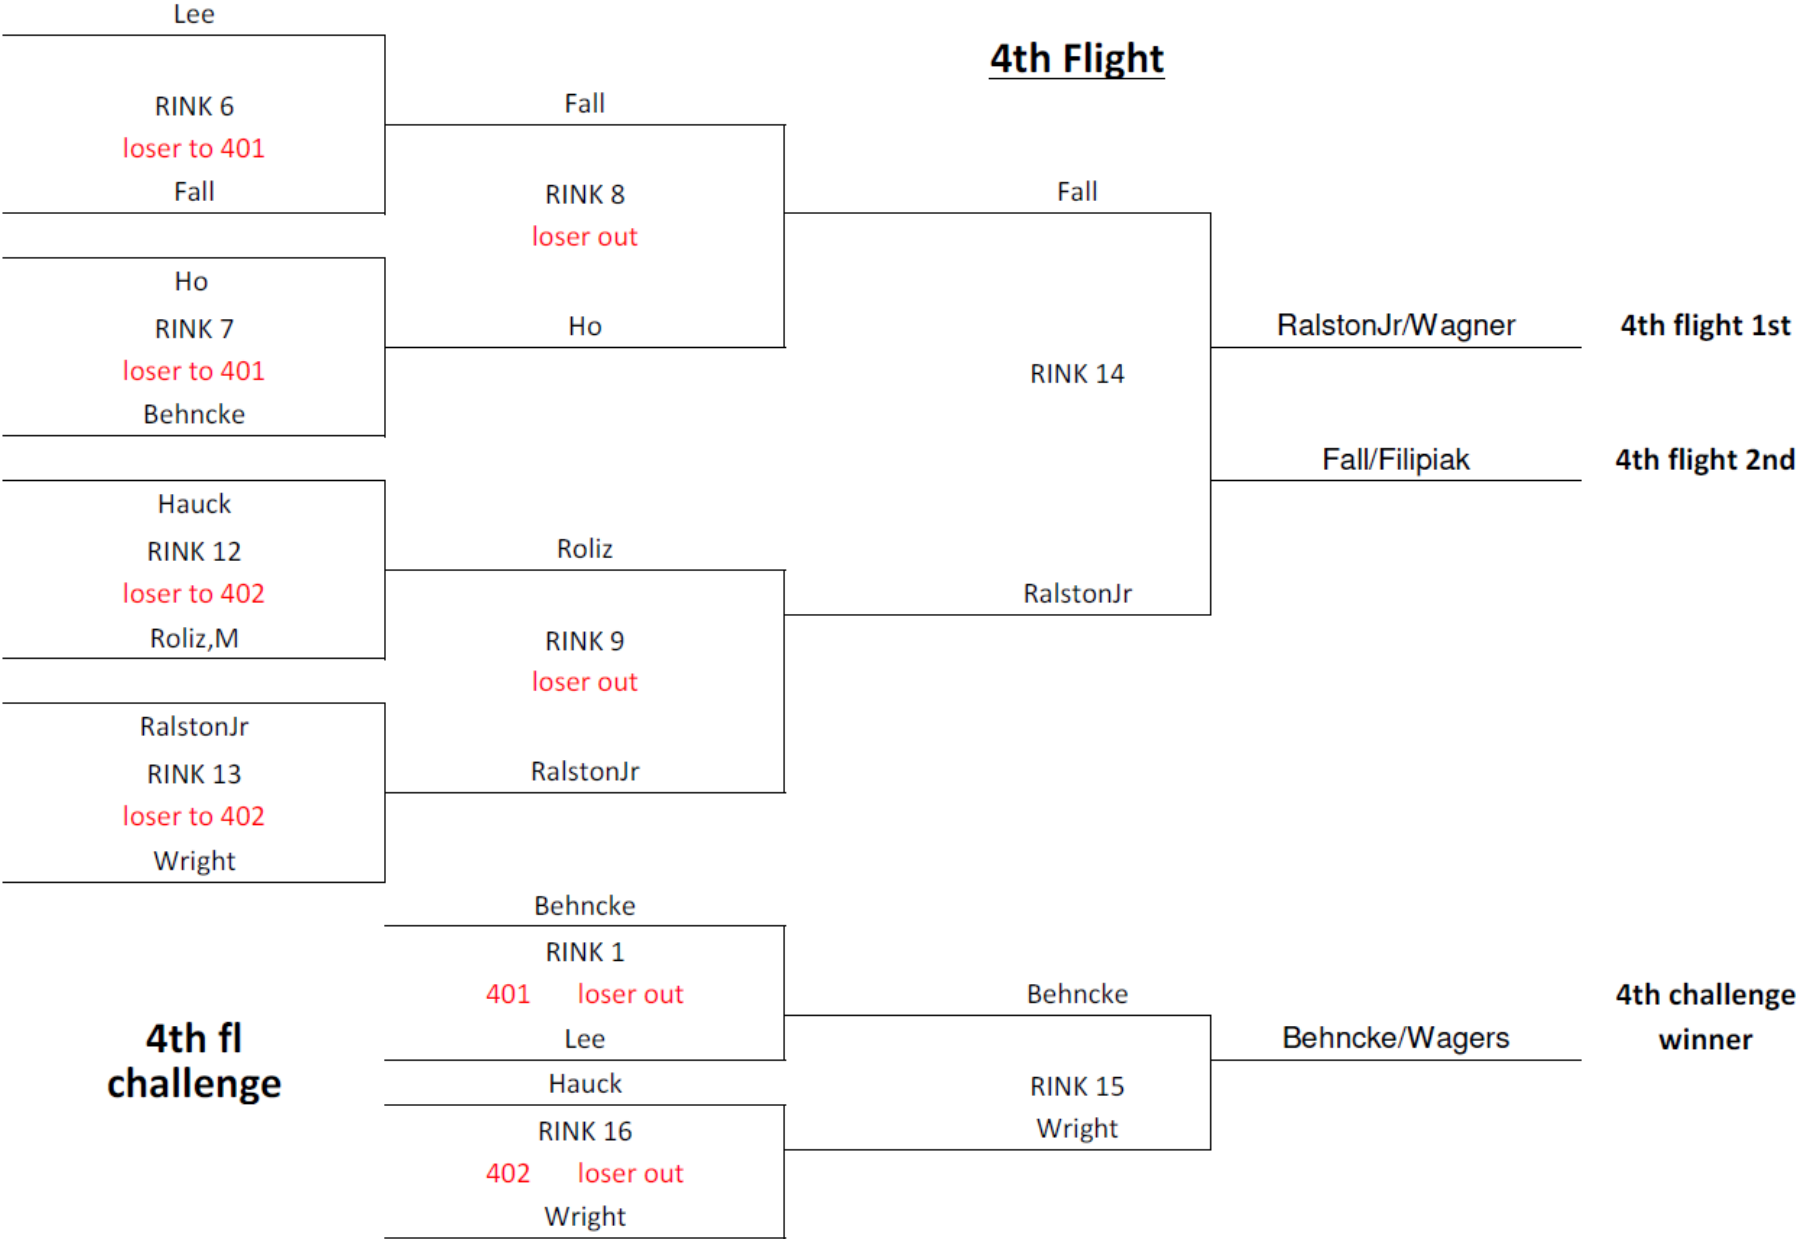 Lee
4th Flight
RINK 6
Fall
loser to 401
Fall
RINK 8
Fall
loser out
Ho
RINK 7
Ho
RalstonJr/Wagner
4th flight 1st
loser to 401
RINK 14
Behncke
Fall/Filipiak
4th flight 2nd
Hauck
RINK 12
Roliz
loser to 402
RalstonJr
Roliz,M
RINK 9
loser out
RalstonJr
RINK 13
RalstonJr
loser to 402
Wright
Behncke
RINK 1
401 loser out
Behncke
4th challenge
winner
4th fl
challenge
Lee
Behncke/Wagers
Hauck
RINK 15
RINK 16
Wright
402 loser out
Wright